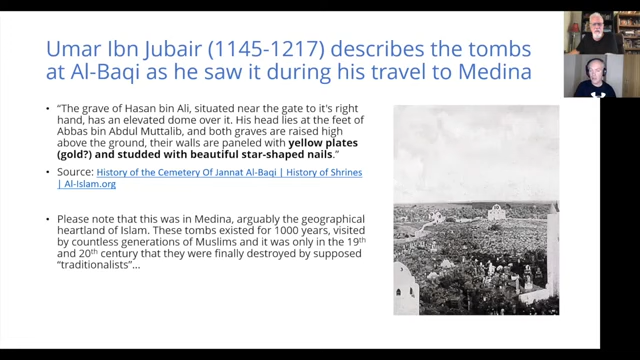 Umar Ibn Jubair (1145-1217) describes the tombs
at Al-Baqi as he saw it during his travel to Medina
• “The grave of Hasan bin Ali, situated near the gate to it's right
hand, has an elevated dome over it. His head lies at the feet of
Abbas bin Abdul Muttalib, and both graves are raised high
above the ground, their walls are paneled with yellow plates
(gold?) and studded with beautiful star-shaped nails.”
• Source: History of the Cemetery Of Jannat Al-Baqi | History of Shrines
| Al-Islam.org
• Please note that this was in Medina, arguably the geographical
heartland of Islam. These tombs existed for 1000 years, visited
by countless generations of Muslims and it was only in the 19th
and 20th century that they were finally destroyed by supposed
“traditionalists”...